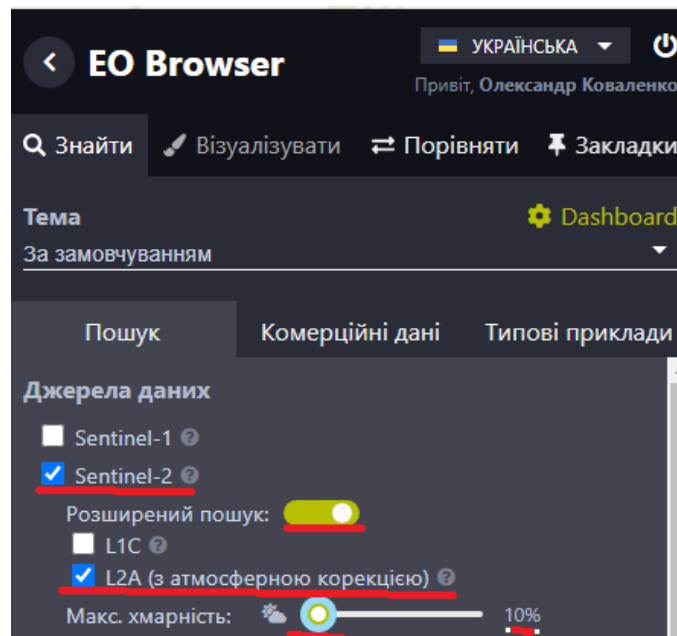 EO Browser
УКРАЇНСЬКА
Привіт, Олександр Коваленко
Знайти Візуалізувати Порівняти Закладки
Тема Dashboard
За замовчуванням
Пошук Комерційні дані Типові приклади
Джерела даних
Sentinel-1
Sentinel-2
Розширений пошук:
L1C
L2A (з атмосферною корекцією)
Макс. хмарність: 10%